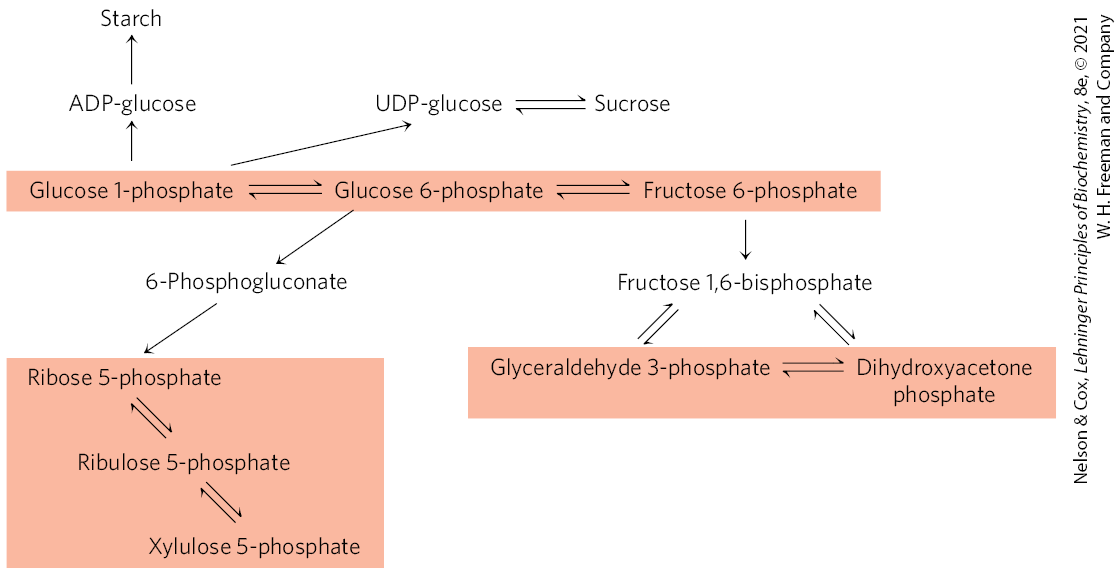 Starch
ADP-glucose
UDP-glucose
Sucrose
Glucose 1-phosphate
Glucose 6-phosphate
Fructose 6-phosphate
6-Phosphogluconate
Fructose 1,6-bisphosphate
Ribose 5-phosphate
Ribulose 5-phosphate
Xylulose 5-phosphate
Glyceraldehyde 3-phosphate
Dihydroxyacetone
phosphate
Nelson & Cox, Lehninger Principles of Biochemistry, 8e, © 2021
W. H. Freeman and Company